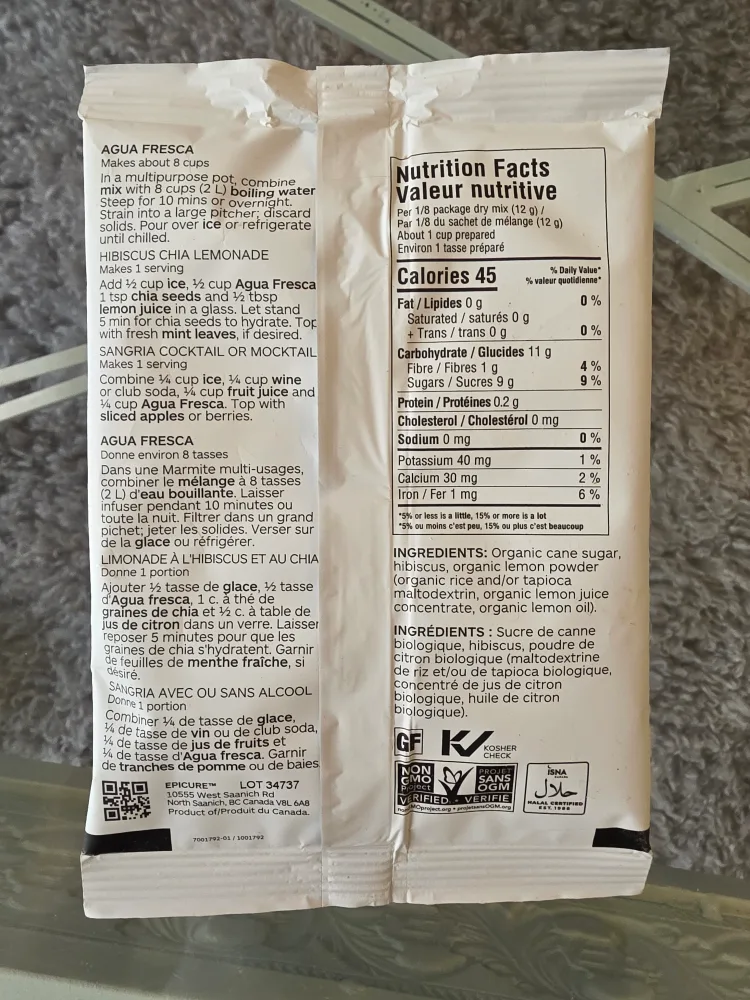 AGUA FRESCA
Makes about 8 cups
In a multipurpose pot, combine
mix with 8 cups (2 L) boiling water
Steep for 10 mins or overnight.
Strain into a large pitcher; discard
solids. Pour over ice or refrigerate
until chilled.
HIBISCUS CHIA LEMONADE
Makes 1 serving
Add ½ cup ice, ½ cup Agua Fresca
1 tsp chia seeds and ½ tbsp
lemon juice in a glass. Let stand
5 min for chia seeds to hydrate. Top
with fresh mint leaves, if desired.
SANGRIA COCKTAIL OR MOCKTAIL
Makes 1 serving
Combine ¼ cup ice, ¼ cup wine
or club soda, ¼ cup fruit juice and
¼ cup Agua Fresca. Top with
sliced apples or berries.
AGUA FRESCA
Donne environ 8 tasses
Dans une Marmite multi-usages,
combiner le mélange à 8 tasses
(2 L) d'eau bouillante. Laisser
infuser pendant 10 minutes ou
toute la nuit. Filtrer dans un grand
pichet; jeter les solides. Verser sur
de la glace ou réfrigérer.
LIMONADE À L'HIBISCUS ET AU CHIA
Donne 1 portion
Ajouter ½ tasse de glace, ½ tasse
d'Agua fresca, 1 c. à thé de
graines de chia et ½ c. à table de
jus de citron dans un verre. Laisser
reposer 5 minutes pour que les
graines de chia s'hydratent. Garnir
de feuilles de menthe fraîche, si
désiré.
SANGRIA AVEC OU SANS ALCOOL
Donne 1 portion
Combiner ¼ de tasse de glace,
¼ de tasse de vin ou de club soda,
¼ de tasse de jus de fruits et
¼ de tasse d'Agua fresca. Garnir
de tranches de pomme ou de baies
EPICURE™ LOT 34737
10555 West Saanich Rd
North Saanich, BC Canada V8L 6A8
Product of/Produit du Canada.
7001792-01 / 1001792
Nutrition Facts
Valeur nutritive
Per 1/8 package dry mix (12 g) /
Par 1/8 du sachet de mélange (12 g)
About 1 cup prepared
Environ 1 tasse préparé
Calories 45
% Daily Value*
% valeur quotidienne*
Fat / Lipides 0 g 0 %
Saturated / saturés 0 g
+ Trans / trans 0 g 0 %
Carbohydrate / Glucides 11 g
Fibre / Fibres 1 g 4 %
Sugars / Sucres 9 g 9 %
Protein / Protéines 0.2 g
Cholesterol / Cholestérol 0 mg
Sodium 0 mg 0 %
Potassium 40 mg 1 %
Calcium 30 mg 2 %
Iron / Fer 1 mg 6 %
*5% or less is a little, 15% or more is a lot
*5% ou moins c'est peu, 15% ou plus c'est beaucoup
INGREDIENTS: Organic cane sugar,
hibiscus, organic lemon powder
(organic rice and/or tapioca
maltodextrin, organic lemon juice
concentrate, organic lemon oil).
INGRÉDIENTS : Sucre de canne
biologique, hibiscus, poudre de
citron biologique (maltodextrine
de riz et/ou de tapioca biologique,
concentré de jus de citron
biologique, huile de citron
biologique).
GF
KOSHER
CHECK
NON
GMO
Project
VERIFIED
PROJET
SANS
OGM
VERIFIÉ
projetsansOGM.org
ISNA
حلال
HALAL CERTIFIED
EST. 1988